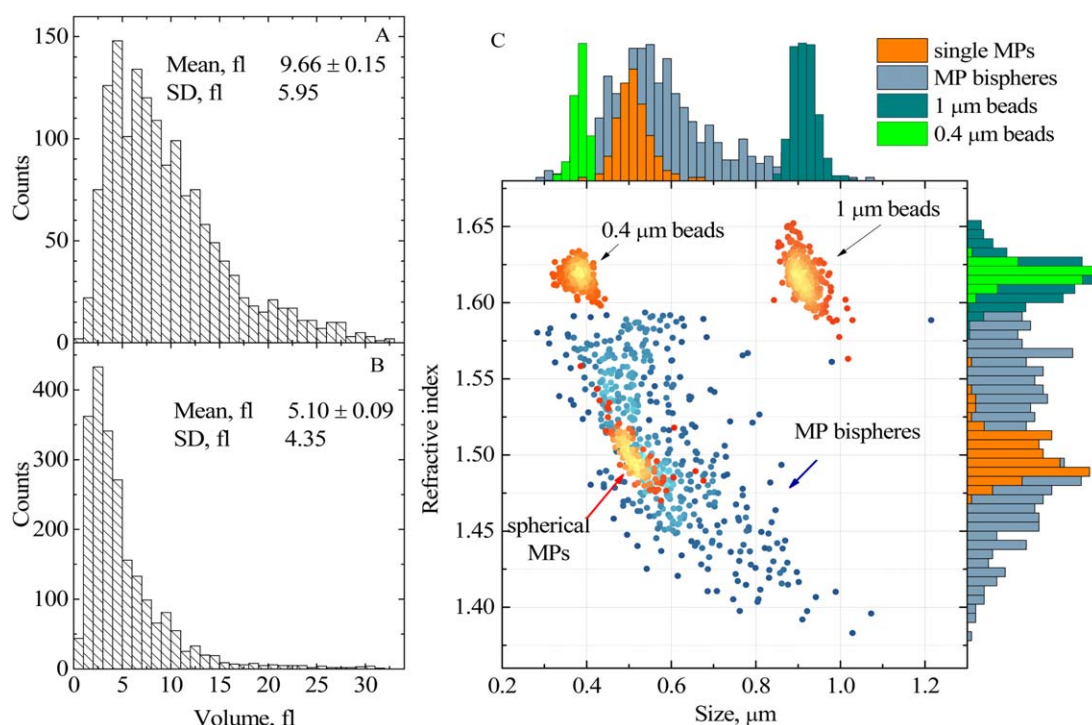 A
Mean, fl 9.66 ± 0.15
SD, fl 5.95
Counts
150
100
50
0
B
Mean, fl 5.10 ± 0.09
SD, fl 4.35
Counts
400
300
200
100
0
0 5 10 15 20 25 30
Volume, fl
C
single MPs
MP bispheres
1 μm beads
0.4 μm beads
0.4 μm beads
1 μm beads
MP bispheres
spherical
MPs
Refractive index
1.65
1.60
1.55
1.50
1.45
1.40
0.2 0.4 0.6 0.8 1.0 1.2
Size, μm